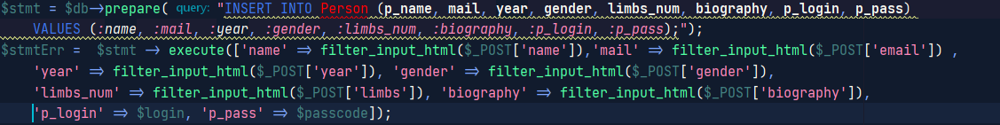 $stmt = $db->prepare( query: "INSERT INTO Person (p_name, mail, year, gender, limbs_num, biography, p_login, p_pass)
VALUES (:name, :mail, :year, :gender, :limbs_num, :biography, :p_login, :p_pass);");
$stmtErr = $stmt -> execute(['name' => filter_input_html($_POST['name']),'mail' => filter_input_html($_POST['email']) ,
'year' => filter_input_html($_POST['year']), 'gender' => filter_input_html($_POST['gender']),
'limbs_num' => filter_input_html($_POST['limbs']), 'biography' => filter_input_html($_POST['biography']),
'p_login' => $login, 'p_pass' => $passcode]);